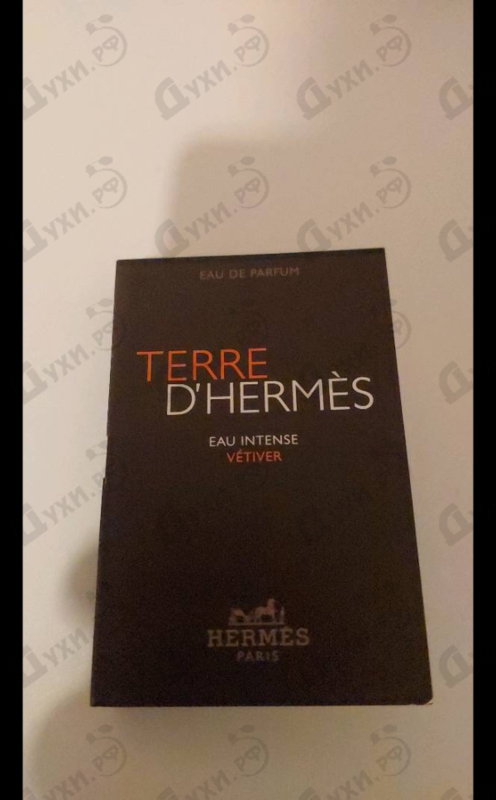 EAU DE PARFUM
TERRE
D'HERMÈS
EAU INTENSE
VÉTIVER
HERMÈS
PARIS
Духи.рф